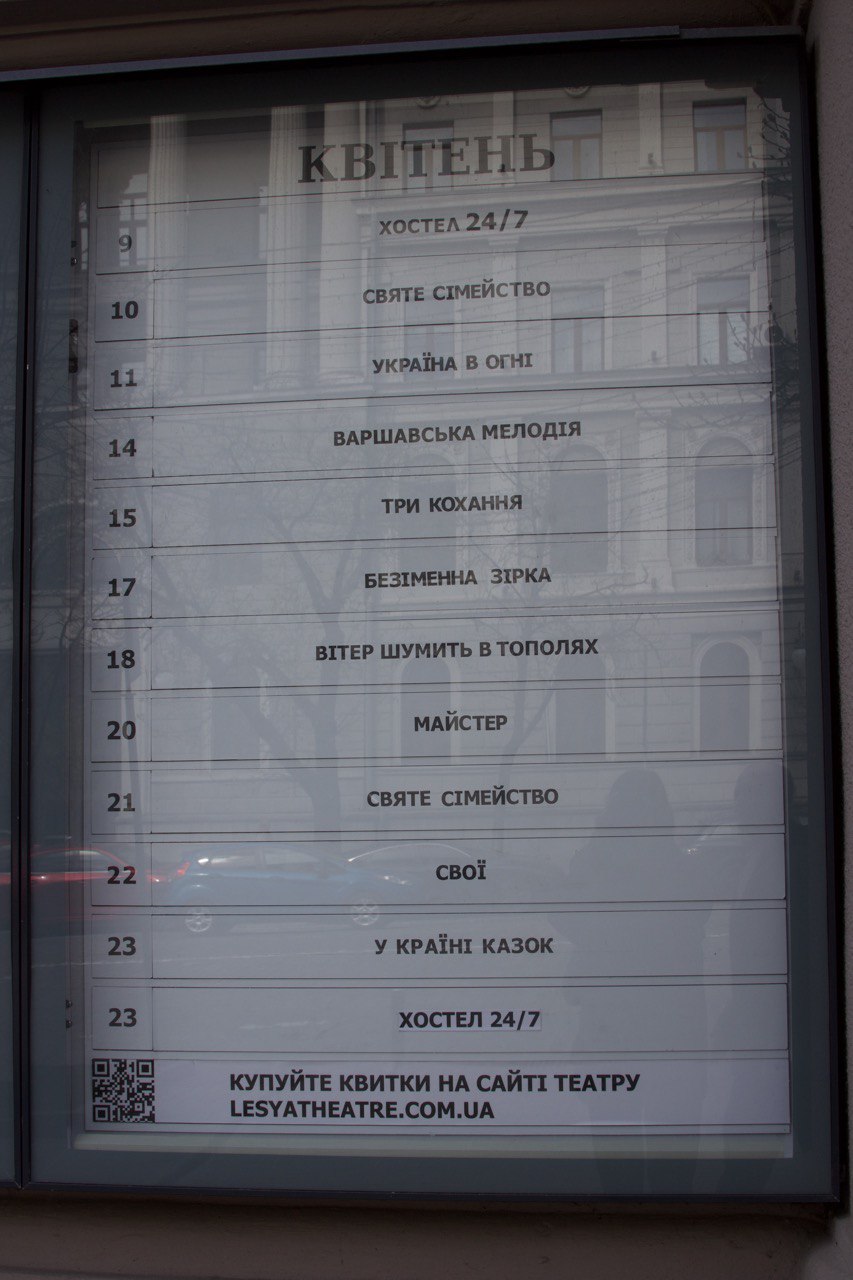 КВІТЕНЬ
9 ХОСТЕЛ 24/7
10 СВЯТЕ СІМЕЙСТВО
11 УКРАЇНА В ОГНІ
14 ВАРШАВСЬКА МЕЛОДІЯ
15 ТРИ КОХАННЯ
17 БЕЗІМЕННА ЗІРКА
18 ВІТЕР ШУМИТЬ В ТОПОЛЯХ
20 МАЙСТЕР
21 СВЯТЕ СІМЕЙСТВО
22 СВОЇ
23 У КРАЇНІ КАЗОК
23 ХОСТЕЛ 24/7
КУПУЙТЕ КВИТКИ НА САЙТІ ТЕАТРУ
LESYATHEATRE.COM.UA